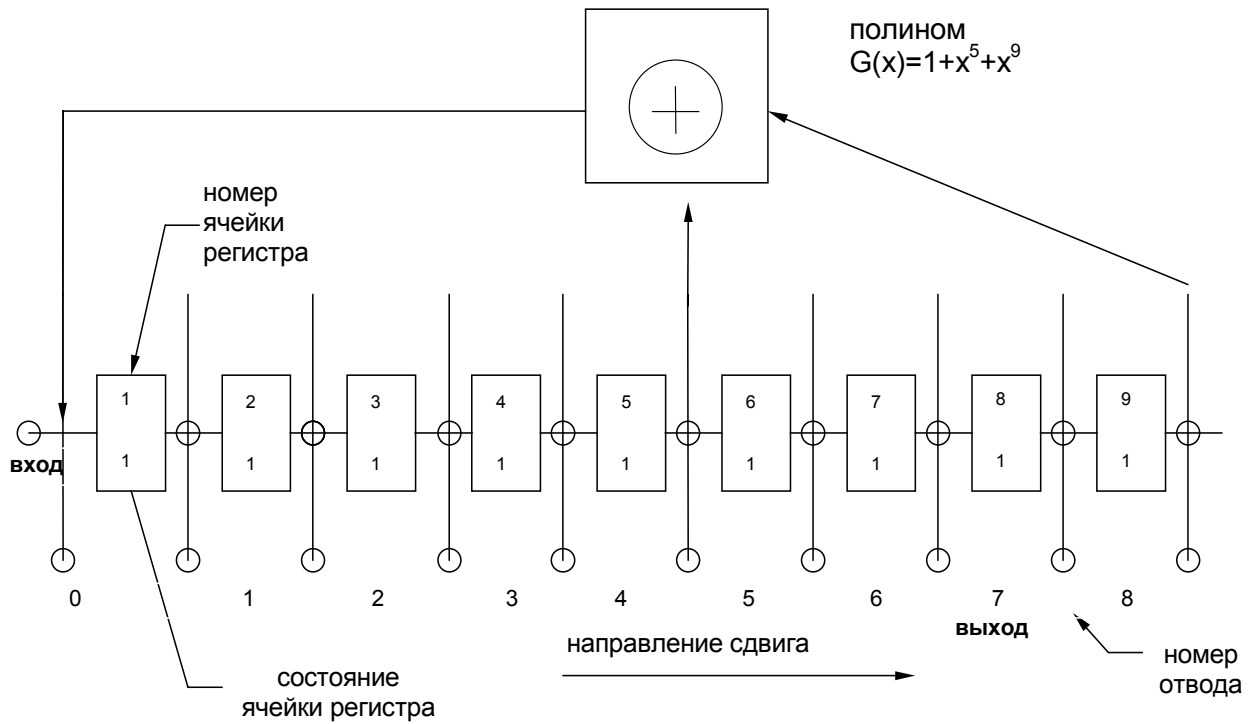 полином
G(x)=1+x⁵+x⁹
номер
ячейки
регистра
1 2 3 4 5 6 7 8 9
вход
1 1 1 1 1 1 1 1 1
0 1 2 3 4 5 6 7 8
выход
направление сдвига
состояние
ячейки регистра
номер
отвода